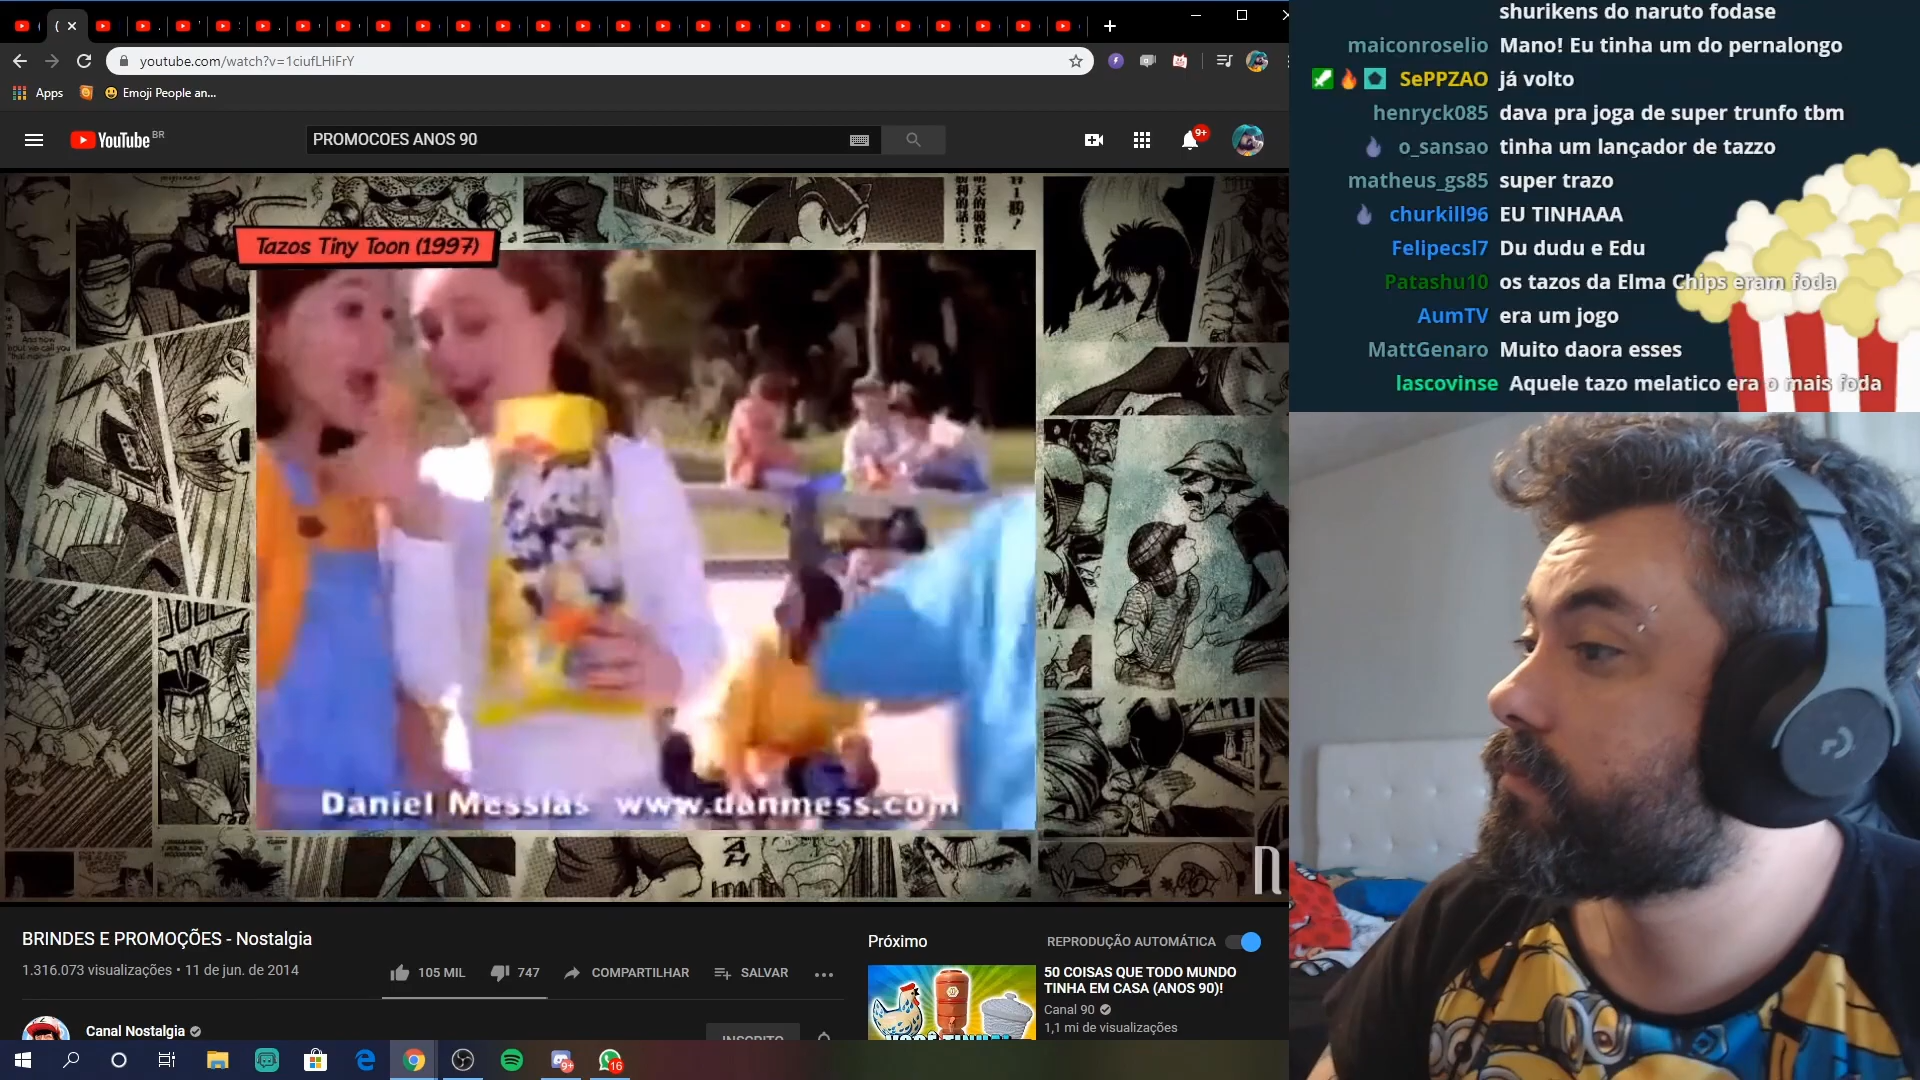 youtube.com/watch?v=1ciufLHiFrY
Apps
Emoji People an...
YouTube BR
PROMOCOES ANOS 90
9+
Tazos Tiny Toon (1997)
Daniel Messias www.danmess.com
BRINDES E PROMOÇÕES - Nostalgia
1.316.073 visualizações • 11 de jun. de 2014
105 MIL
747
COMPARTILHAR
SALVAR
Canal Nostalgia
INSCRITO
Próximo
REPRODUÇÃO AUTOMÁTICA
50 COISAS QUE TODO MUNDO
TINHA EM CASA (ANOS 90)!
Canal 90
1,1 mi de visualizações
9+
16
shurikens do naruto fodase
maiconroselio Mano! Eu tinha um do pernalongo
SePPZAO já volto
henryck085 dava pra joga de super trunfo tbm
o_sansao tinha um lançador de tazzo
matheus_gs85 super trazo
churkill96 EU TINHAAA
Felipecsl7 Du dudu e Edu
Patashu10 os tazos da Elma Chips eram foda
AumTV era um jogo
MattGenaro Muito daora esses
lascovinse Aquele tazo melatico era o mais foda